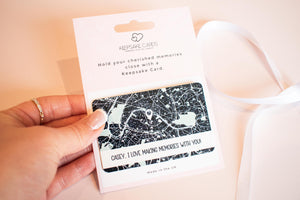 KEEPSAKE CARDS
Hold your cherished memories
close with a
Keepsake Card
CASEY, I LOVE MAKING MEMORIES WITH YOU!
Made in the UK